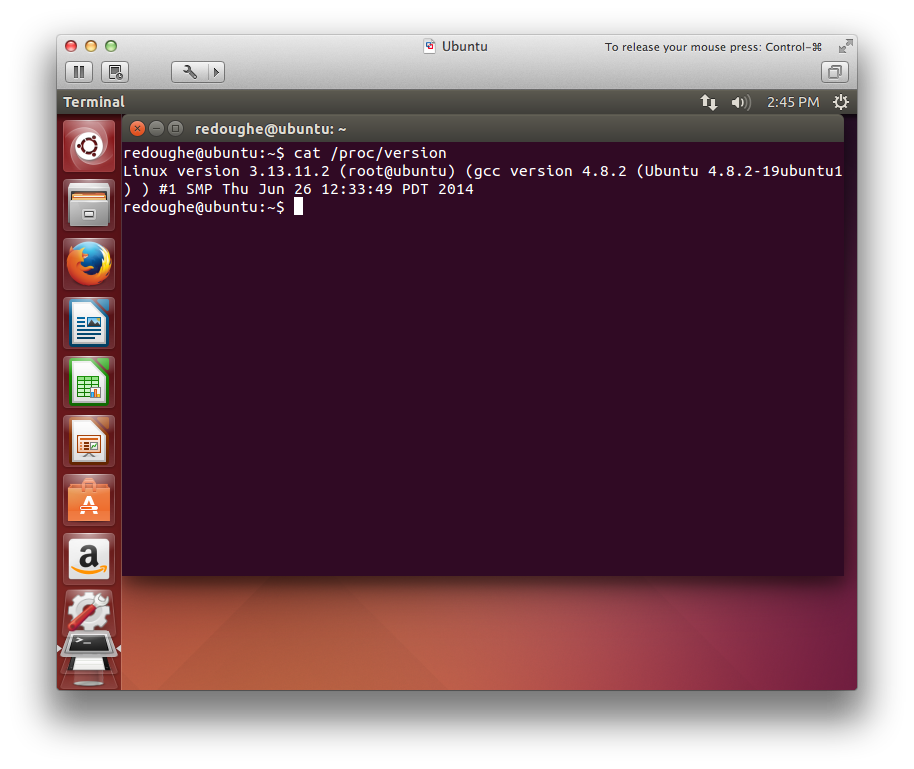 Ubuntu
To release your mouse press: Control-⌘
Terminal
2:45 PM
redoughe@ubuntu: ~
redoughe@ubuntu:~$ cat /proc/version
Linux version 3.13.11.2 (root@ubuntu) (gcc version 4.8.2 (Ubuntu 4.8.2-19ubuntu1
) ) #1 SMP Thu Jun 26 12:33:49 PDT 2014
redoughe@ubuntu:~$
A
a
>_